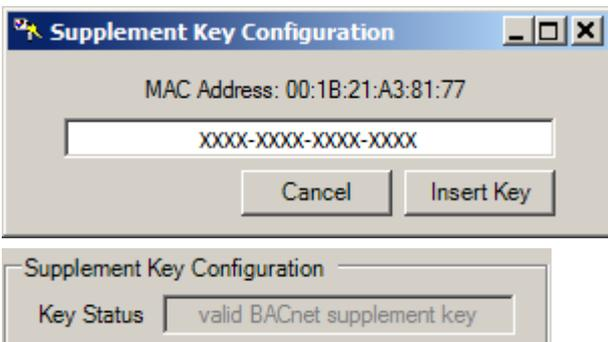 Supplement Key Configuration
MAC Address: 00:1B:21:A3:81:77
XXXX-XXXX-XXXX-XXXX
Cancel Insert Key
Supplement Key Configuration
Key Status valid BACnet supplement key